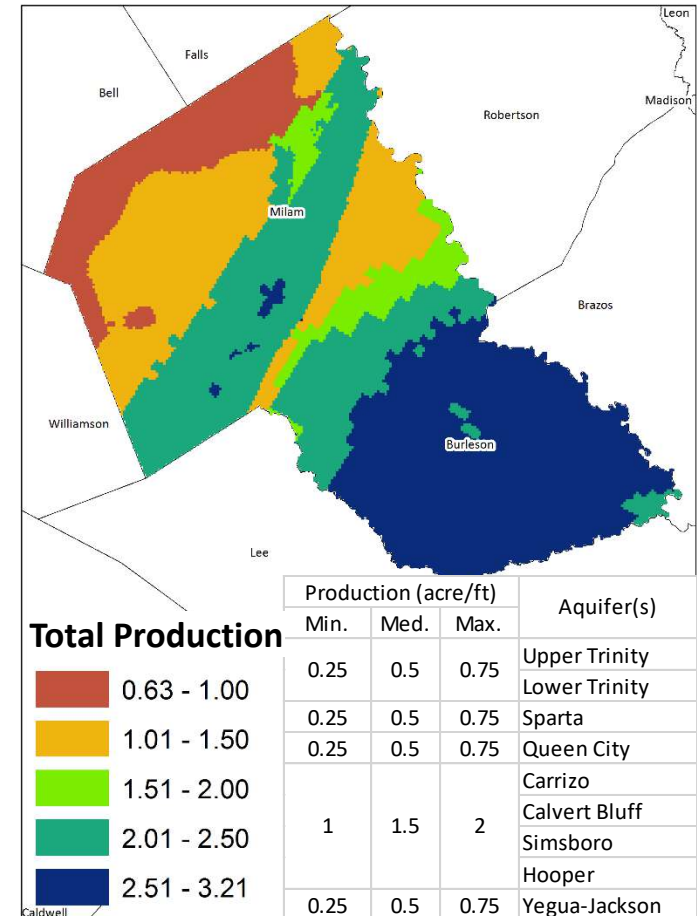 Leon
Falls
Bell
Madison
Robertson
Milam
Brazos
Williamson
Burleson
Lee
Total Production
0.63 - 1.00
1.01 - 1.50
1.51 - 2.00
2.01 - 2.50
2.51 - 3.21
Caldwell
Production (acre/ft) Aquifer(s)
Min. Med. Max.
0.25 0.5 0.75 Upper Trinity
Lower Trinity
0.25 0.5 0.75 Sparta
0.25 0.5 0.75 Queen City
1 1.5 2 Carrizo
Calvert Bluff
Simsboro
Hooper
0.25 0.5 0.75 Yegua-Jackson